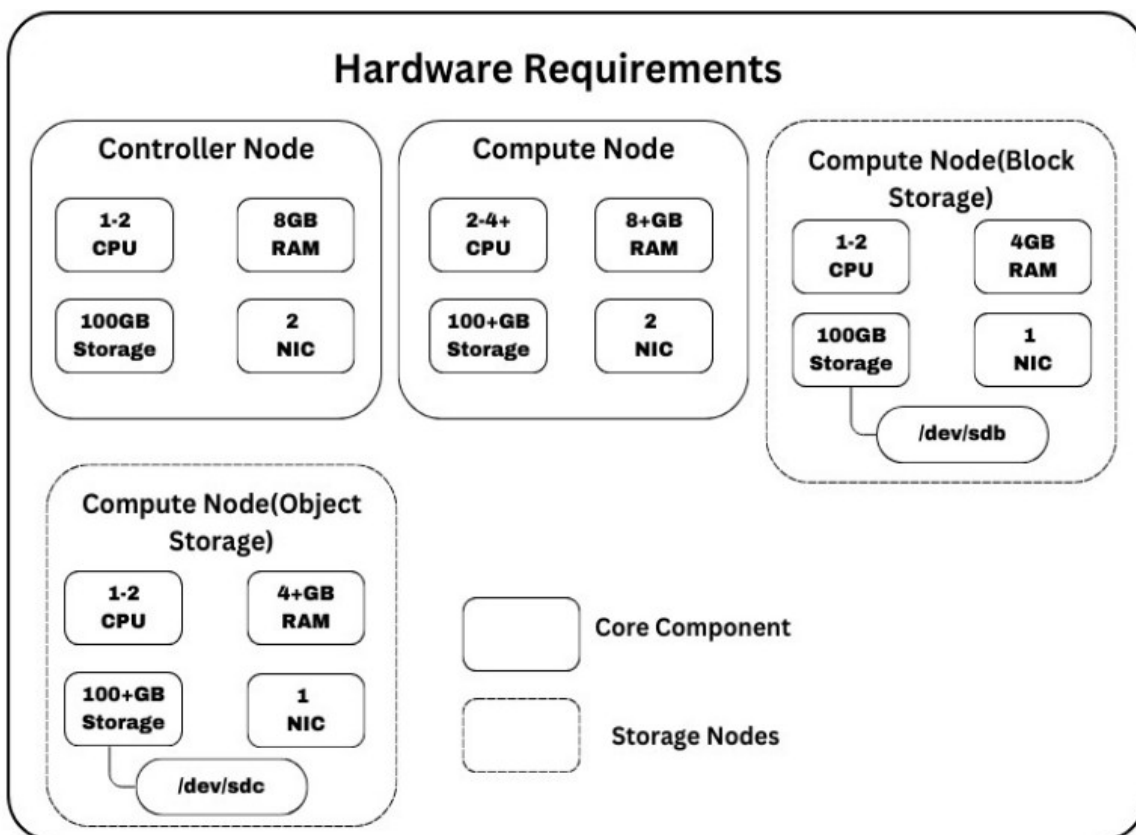 Hardware Requirements
Controller Node
1-2
CPU
8GB
RAM
100GB
Storage
2
NIC
Compute Node
2-4+
CPU
8+GB
RAM
100+GB
Storage
2
NIC
Compute Node(Block
Storage)
1-2
CPU
4GB
RAM
100GB
Storage
1
NIC
/dev/sdb
Compute Node(Object
Storage)
1-2
CPU
4+GB
RAM
100+GB
Storage
1
NIC
/dev/sdc
Core Component
Storage Nodes